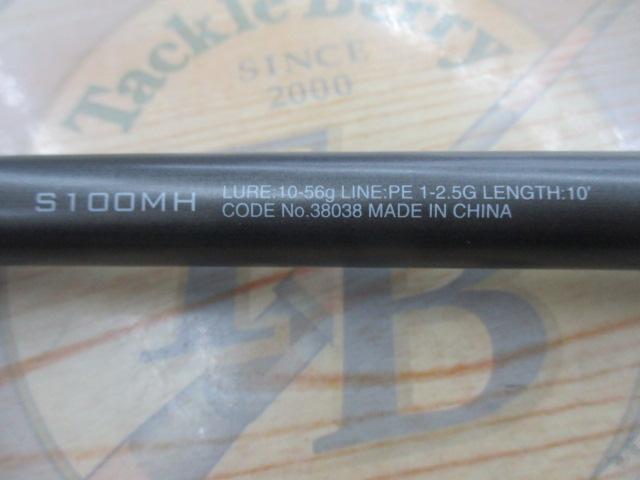 Tackle Berry
SINCE
2000
S100MH
LURE:10-56g LINE:PE 1-2.5G LENGTH:10'
CODE No.38038 MADE IN CHINA
TB